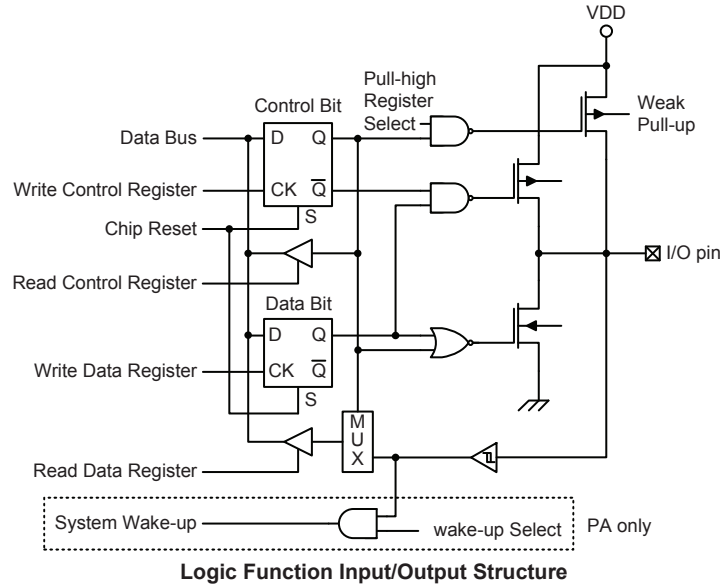 VDD
Pull-high
Register
Select
Control Bit
Weak
Pull-up
Data Bus
D
Q
Write Control Register
CK
Q
S
Chip Reset
I/O pin
Read Control Register
Data Bit
D
Q
Write Data Register
CK
Q
S
M
U
X
Read Data Register
System Wake-up
wake-up Select
PA only
Logic Function Input/Output Structure